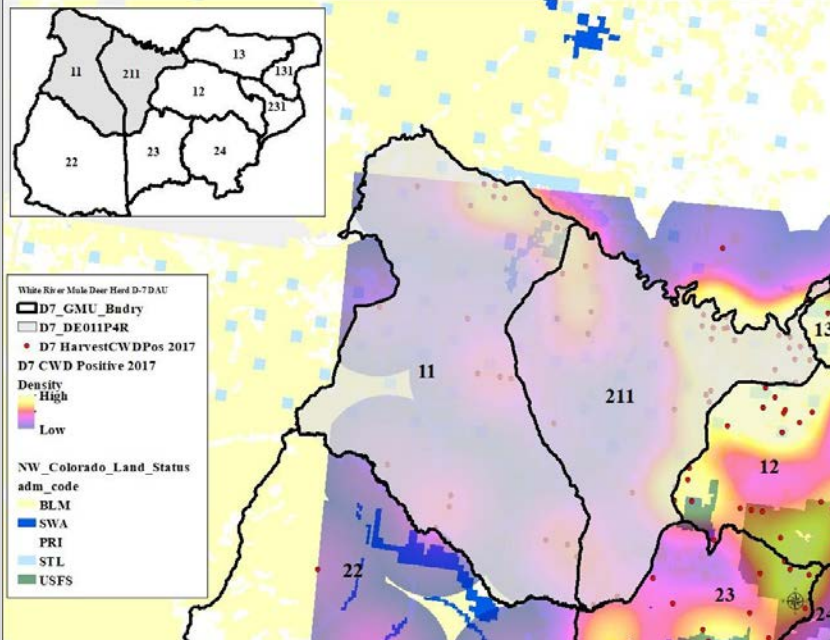 13
11
211
131
12
231
22
23
24
White River Mule Deer Herd D-7 DAU
D7_GMU_Bndry
D7_DE011P4R
D7 HarvestCWDPos 2017
D7 CWD Positive 2017
Density
High
Low
NW_Colorado_Land_Status
adm_code
BLM
SWA
PRI
STL
USFS
13
11
211
12
22
23
24